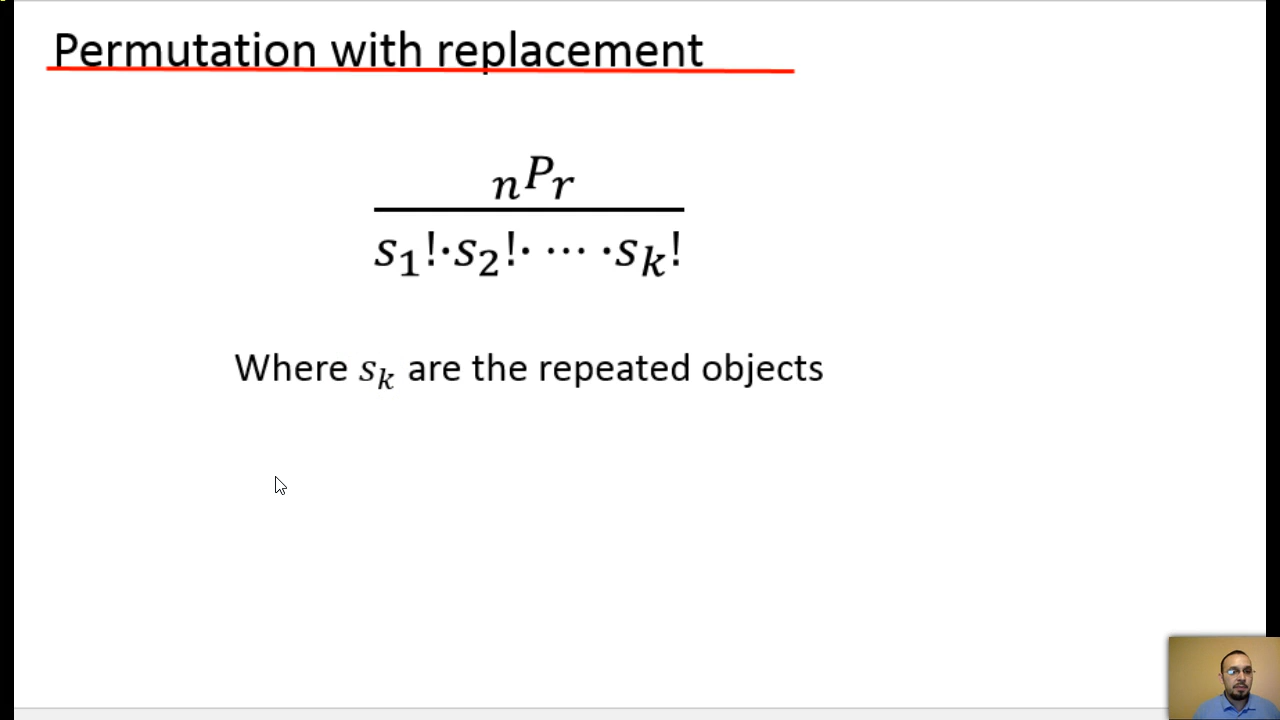 Permutation with replacement
ₙPᵣ
s₁!·s₂!· ⋯ ·sₖ!
Where sₖ are the repeated objects